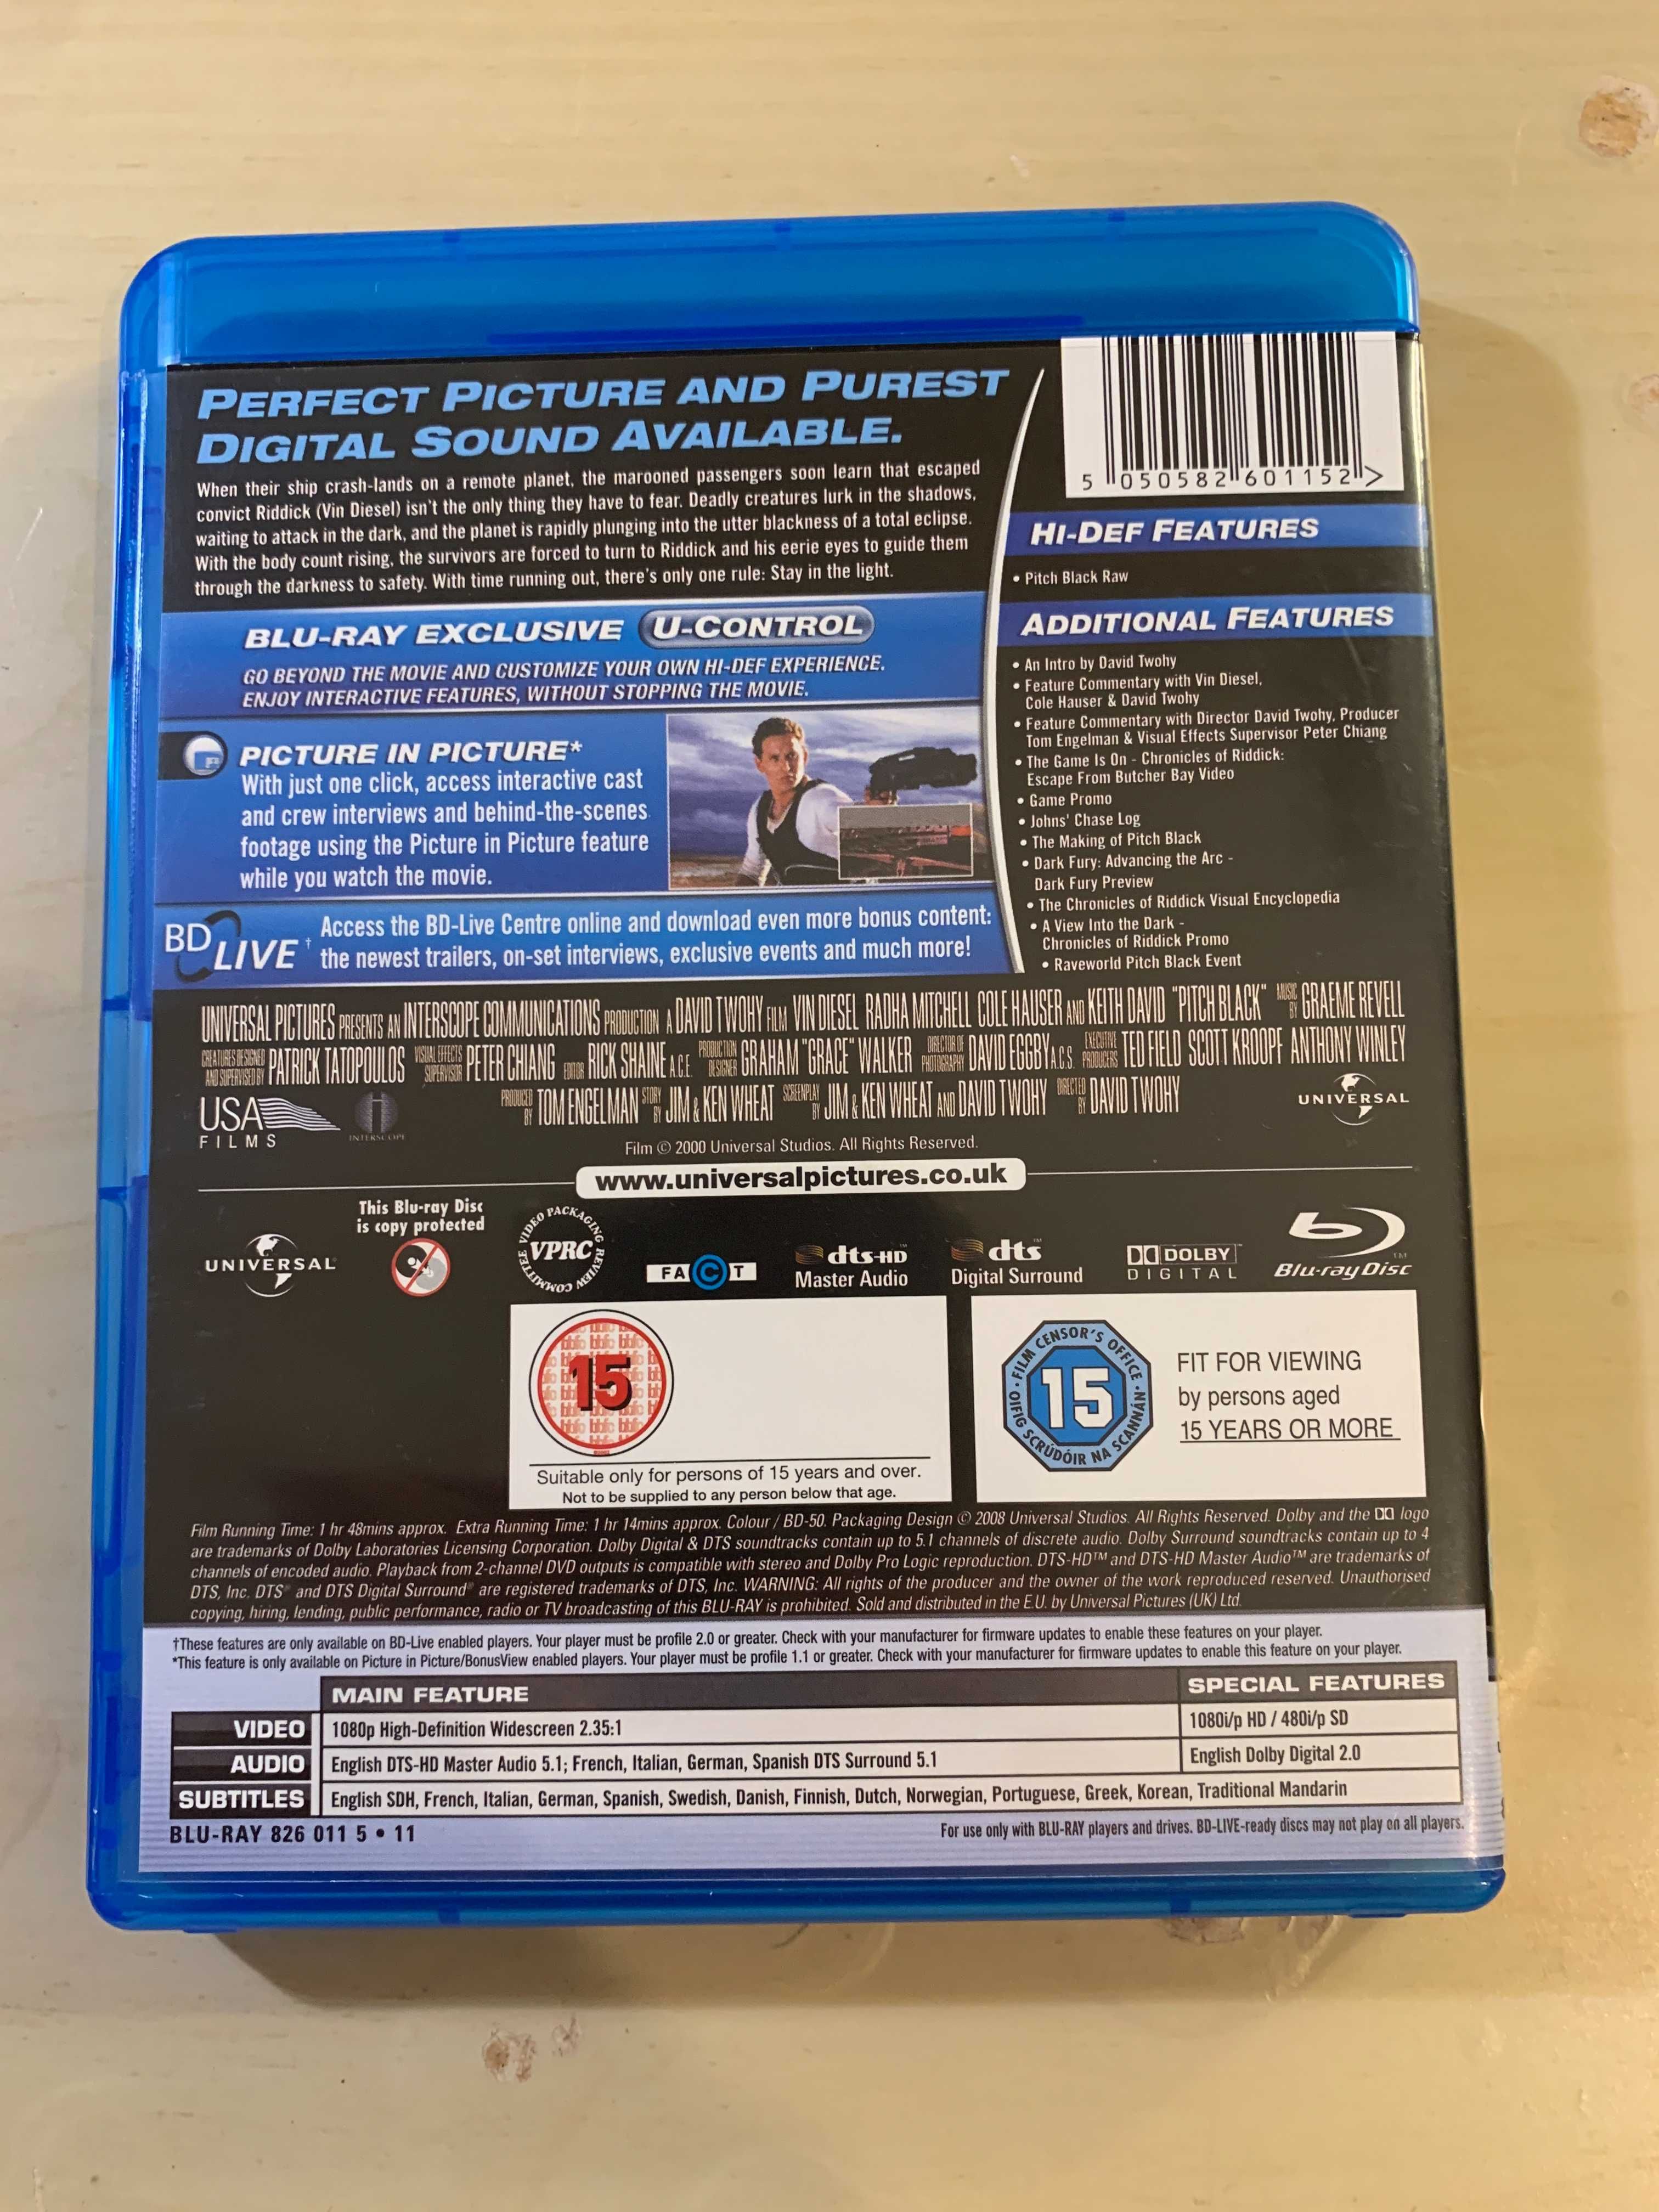 PERFECT PICTURE AND PUREST
DIGITAL SOUND AVAILABLE.
When their ship crash-lands on a remote planet, the marooned passengers soon learn that escaped
convict Riddick (Vin Diesel) isn't the only thing they have to fear. Deadly creatures lurk in the shadows,
waiting to attack in the dark, and the planet is rapidly plunging into the utter blackness of a total eclipse.
With the body count rising, the survivors are forced to turn to Riddick and his eerie eyes to guide them
through the darkness to safety. With time running out, there's only one rule: Stay in the light.
BLU-RAY EXCLUSIVE U-CONTROL
GO BEYOND THE MOVIE AND CUSTOMIZE YOUR OWN HI-DEF EXPERIENCE.
ENJOY INTERACTIVE FEATURES, WITHOUT STOPPING THE MOVIE.
PICTURE IN PICTURE*
With just one click, access interactive cast
and crew interviews and behind-the-scenes
footage using the Picture in Picture feature
while you watch the movie.
BD LIVE†
Access the BD-Live Centre online and download even more bonus content:
the newest trailers, on-set interviews, exclusive events and much more!
5 050582 601152 >
HI-DEF FEATURES
• Pitch Black Raw
ADDITIONAL FEATURES
• An Intro by David Twohy
• Feature Commentary with Vin Diesel,
Cole Hauser & David Twohy
• Feature Commentary with Director David Twohy, Producer
Tom Engelman & Visual Effects Supervisor Peter Chiang
• The Game Is On - Chronicles of Riddick:
Escape From Butcher Bay Video
• Game Promo
• Johns' Chase Log
• The Making of Pitch Black
• Dark Fury: Advancing the Arc -
Dark Fury Preview
• The Chronicles of Riddick Visual Encyclopedia
• A View Into the Dark -
Chronicles of Riddick Promo
• Raveworld Pitch Black Event
UNIVERSAL PICTURES PRESENTS AN INTERSCOPE COMMUNICATIONS PRODUCTION A DAVID TWOHY FILM VIN DIESEL RADHA MITCHELL COLE HAUSER AND KEITH DAVID "PITCH BLACK" MUSIC BY GRAEME REVELL
CREATURES DESIGNED AND SUPERVISED BY PATRICK TATOPOULOS VISUAL EFFECTS SUPERVISOR PETER CHIANG EDITOR RICK SHAINE A.C.E. PRODUCTION DESIGNER GRAHAM "GRACE" WALKER DIRECTOR OF PHOTOGRAPHY DAVID EGGBY A.C.S. EXECUTIVE PRODUCERS TED FIELD SCOTT KROOPF ANTHONY WINLEY
PRODUCED BY TOM ENGELMAN STORY BY JIM & KEN WHEAT SCREENPLAY BY JIM & KEN WHEAT AND DAVID TWOHY DIRECTED BY DAVID TWOHY
USA
FILMS
INTERSCOPE
UNIVERSAL
Film © 2000 Universal Studios. All Rights Reserved.
www.universalpictures.co.uk
UNIVERSAL
This Blu-ray Disc
is copy protected
VIDEO PACKAGING REVIEW COMMITTEE
VPRC
FACT
dts-HD
Master Audio
dts™
Digital Surround
DOLBY
DIGITAL
Blu-ray Disc™
bbfc
15
Suitable only for persons of 15 years and over.
Not to be supplied to any person below that age.
FILM CENSOR'S OFFICE • OIFIG SCRÚDÓIR NA SCANNÁN •
15
FIT FOR VIEWING
by persons aged
15 YEARS OR MORE
Film Running Time: 1 hr 48mins approx. Extra Running Time: 1 hr 14mins approx. Colour / BD-50. Packaging Design © 2008 Universal Studios. All Rights Reserved. Dolby and the logo
are trademarks of Dolby Laboratories Licensing Corporation. Dolby Digital & DTS soundtracks contain up to 5.1 channels of discrete audio. Dolby Surround soundtracks contain up to 4
channels of encoded audio. Playback from 2-channel DVD outputs is compatible with stereo and Dolby Pro Logic reproduction. DTS-HD™ and DTS-HD Master Audio™ are trademarks of
DTS, Inc. DTS® and DTS Digital Surround® are registered trademarks of DTS, Inc. WARNING: All rights of the producer and the owner of the work reproduced reserved. Unauthorised
copying, hiring, lending, public performance, radio or TV broadcasting of this BLU-RAY is prohibited. Sold and distributed in the E.U. by Universal Pictures (UK) Ltd.
†These features are only available on BD-Live enabled players. Your player must be profile 2.0 or greater. Check with your manufacturer for firmware updates to enable these features on your player.
*This feature is only available on Picture in Picture/BonusView enabled players. Your player must be profile 1.1 or greater. Check with your manufacturer for firmware updates to enable this feature on your player.
MAIN FEATURE SPECIAL FEATURES
VIDEO 1080p High-Definition Widescreen 2.35:1 1080i/p HD / 480i/p SD
AUDIO English DTS-HD Master Audio 5.1; French, Italian, German, Spanish DTS Surround 5.1 English Dolby Digital 2.0
SUBTITLES English SDH, French, Italian, German, Spanish, Swedish, Danish, Finnish, Dutch, Norwegian, Portuguese, Greek, Korean, Traditional Mandarin
BLU-RAY 826 011 5 • 11
For use only with BLU-RAY players and drives. BD-LIVE-ready discs may not play on all players.